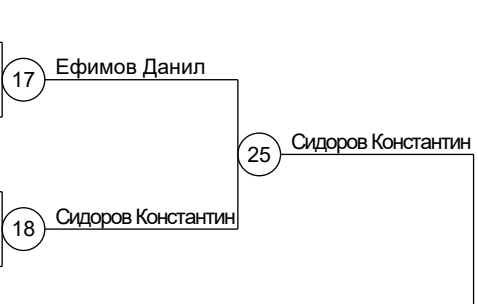 Ефимов Данил
17
Сидоров Константин
25
Сидоров Константин
18